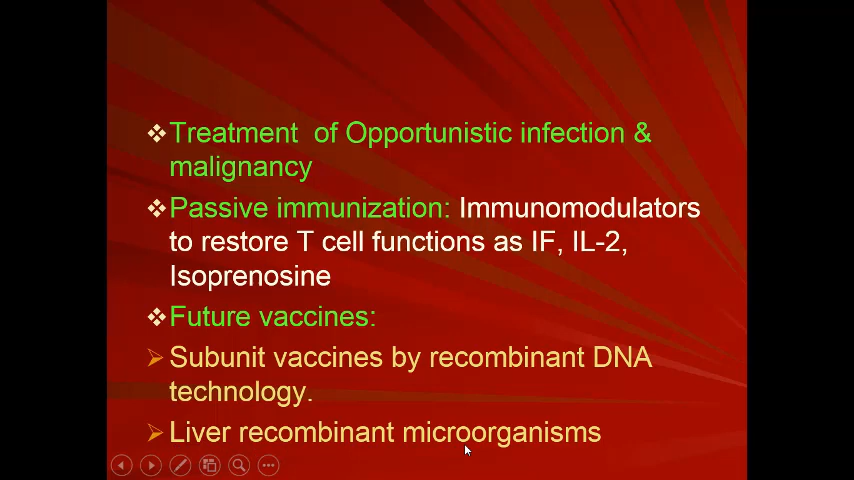 Treatment of Opportunistic infection &
malignancy
Passive immunization: Immunomodulators
to restore T cell functions as IF, IL-2,
Isoprenosine
Future vaccines:
Subunit vaccines by recombinant DNA
technology.
Liver recombinant microorganisms